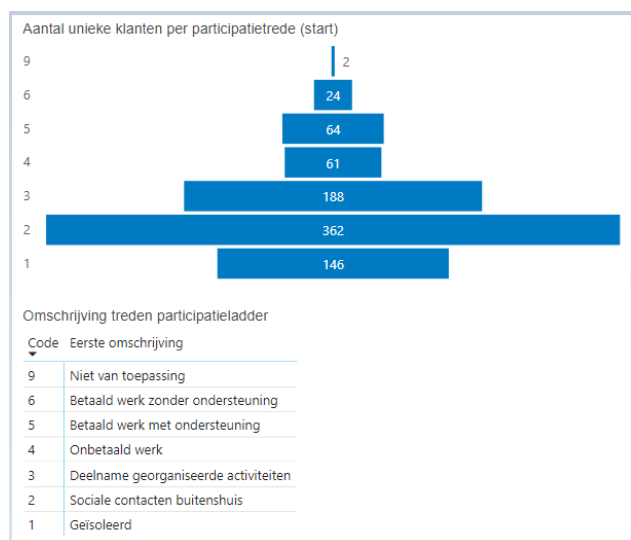 Aantal unieke klanten per participatietrede (start)
9 2
6 24
5 64
4 61
3 188
2 362
1 146
Omschrijving treden participatieladder
Code Eerste omschrijving
9 Niet van toepassing
6 Betaald werk zonder ondersteuning
5 Betaald werk met ondersteuning
4 Onbetaald werk
3 Deelname georganiseerde activiteiten
2 Sociale contacten buitenshuis
1 Geïsoleerd